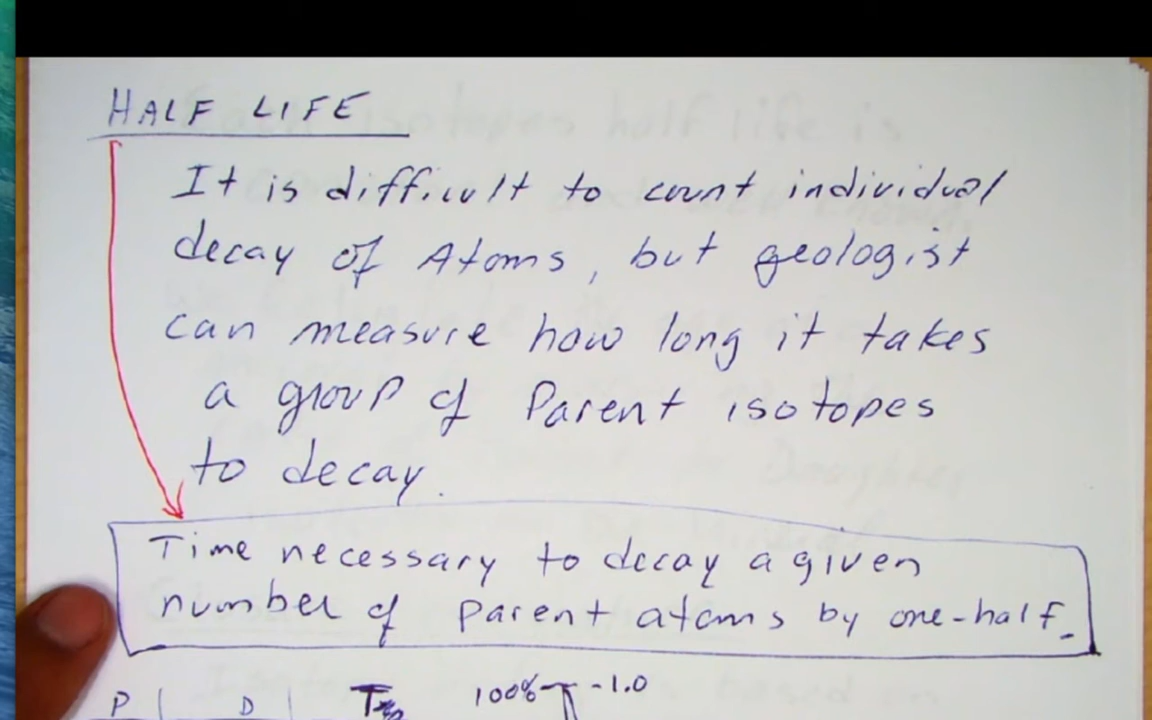 HALF LIFE
It is difficult to count individual
decay of Atoms, but geologist
can measure how long it takes
a group of Parent isotopes
to decay.
Time necessary to decay a given
number of parent atoms by one-half.
P D 100% - 1.0